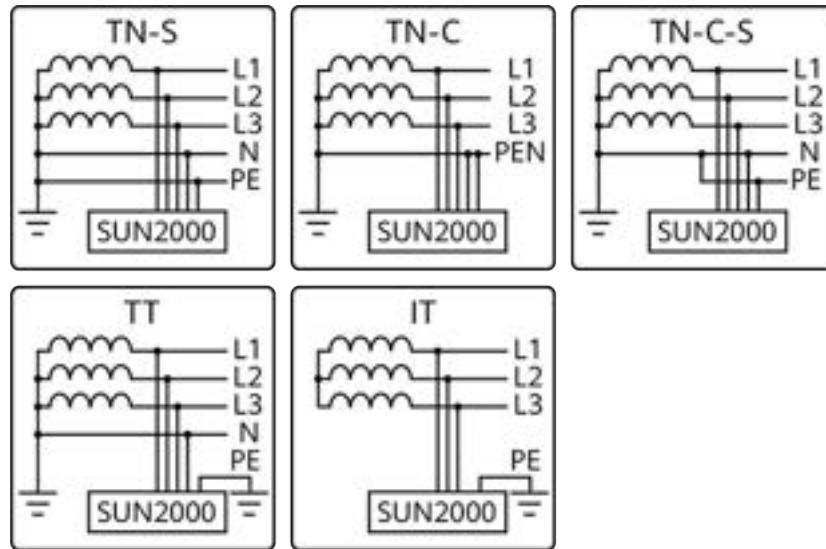 TN-S
L1
L2
L3
N
PE
SUN2000
TN-C
L1
L2
L3
PEN
SUN2000
TN-C-S
L1
L2
L3
N
PE
SUN2000
TT
L1
L2
L3
N
PE
SUN2000
IT
L1
L2
L3
PE
SUN2000